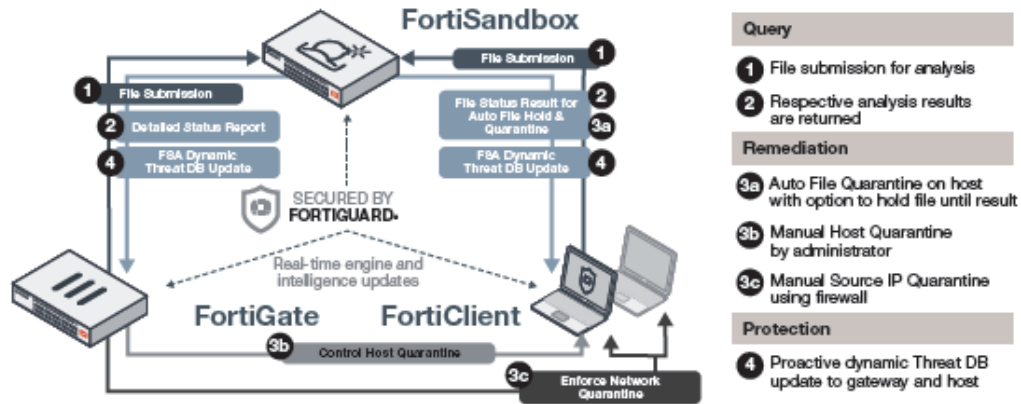 FortiSandbox
1
File Submission
1
File Submission
2
Detailed Status Report
4
FSA Dynamic
Threat DB Update
File Status Result for
Auto File Hold &
Quarantine
2
3a
FSA Dynamic
Threat DB Update
4
SECURED BY
FORTIGUARD
Real-time engine and
intelligence updates
FortiGate
FortiClient
3b
Control Host Quarantine
3c
Enforce Network
Quarantine
Query
1 File submission for analysis
2 Respective analysis results
are returned
Remediation
3a Auto File Quarantine on host
with option to hold file until result
3b Manual Host Quarantine
by administrator
3c Manual Source IP Quarantine
using firewall
Protection
4 Proactive dynamic Threat DB
update to gateway and host